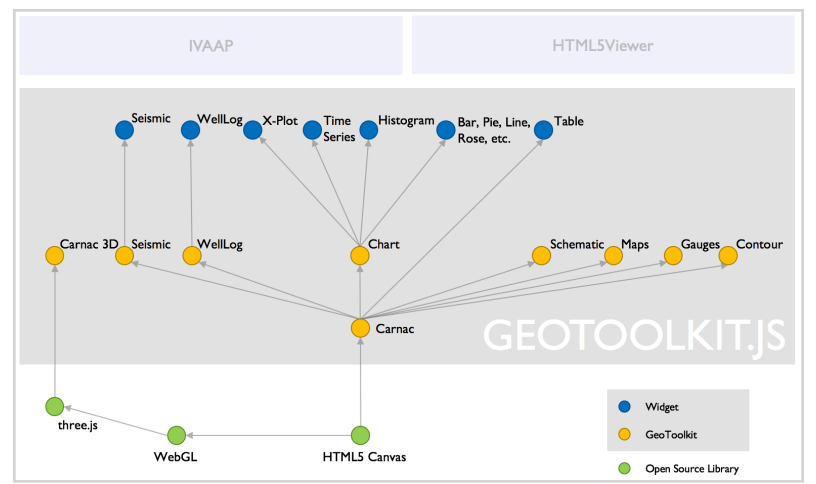 IVAAP
HTML5Viewer
Seismic
WellLog
X-Plot
Time
Series
Histogram
Bar, Pie, Line,
Rose, etc.
Table
Carnac 3D
Seismic
WellLog
Chart
Schematic
Maps
Gauges
Contour
Carnac
GEOTOOLKIT.JS
three.js
WebGL
HTML5 Canvas
Widget
GeoToolkit
Open Source Library